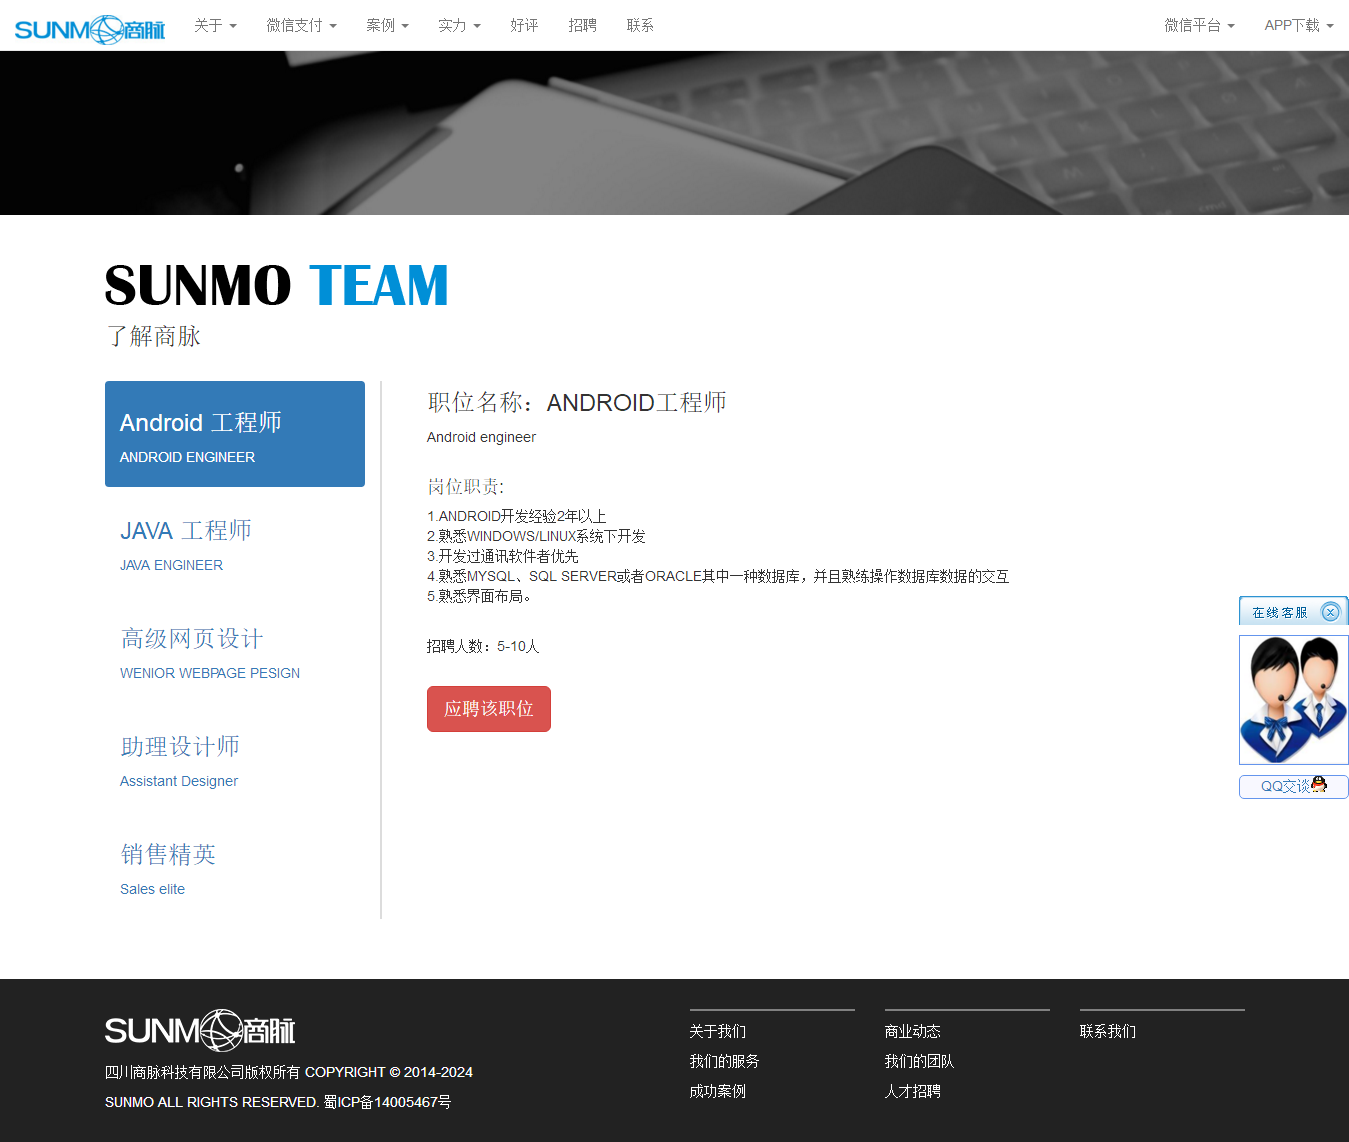 SUNMO商脉 关于 微信支付 案例 实力 好评 招聘 联系 微信平台 APP下载
SUNMO TEAM
了解商脉
Android 工程师
ANDROID ENGINEER
JAVA 工程师
JAVA ENGINEER
高级网页设计
WENIOR WEBPAGE PESIGN
助理设计师
Assistant Designer
销售精英
Sales elite
职位名称：ANDROID工程师
Android engineer
岗位职责:
1.ANDROID开发经验2年以上
2.熟悉WINDOWS/LINUX系统下开发
3.开发过通讯软件者优先
4.熟悉MYSQL、SQL SERVER或者ORACLE其中一种数据库，并且熟练操作数据库数据的交互
5.熟悉界面布局。
招聘人数：5-10人
应聘该职位
在线客服
QQ交谈
SUNMO商脉
四川商脉科技有限公司版权所有 COPYRIGHT © 2014-2024
SUNMO ALL RIGHTS RESERVED. 蜀ICP备14005467号
关于我们
我们的服务
成功案例
商业动态
我们的团队
人才招聘
联系我们